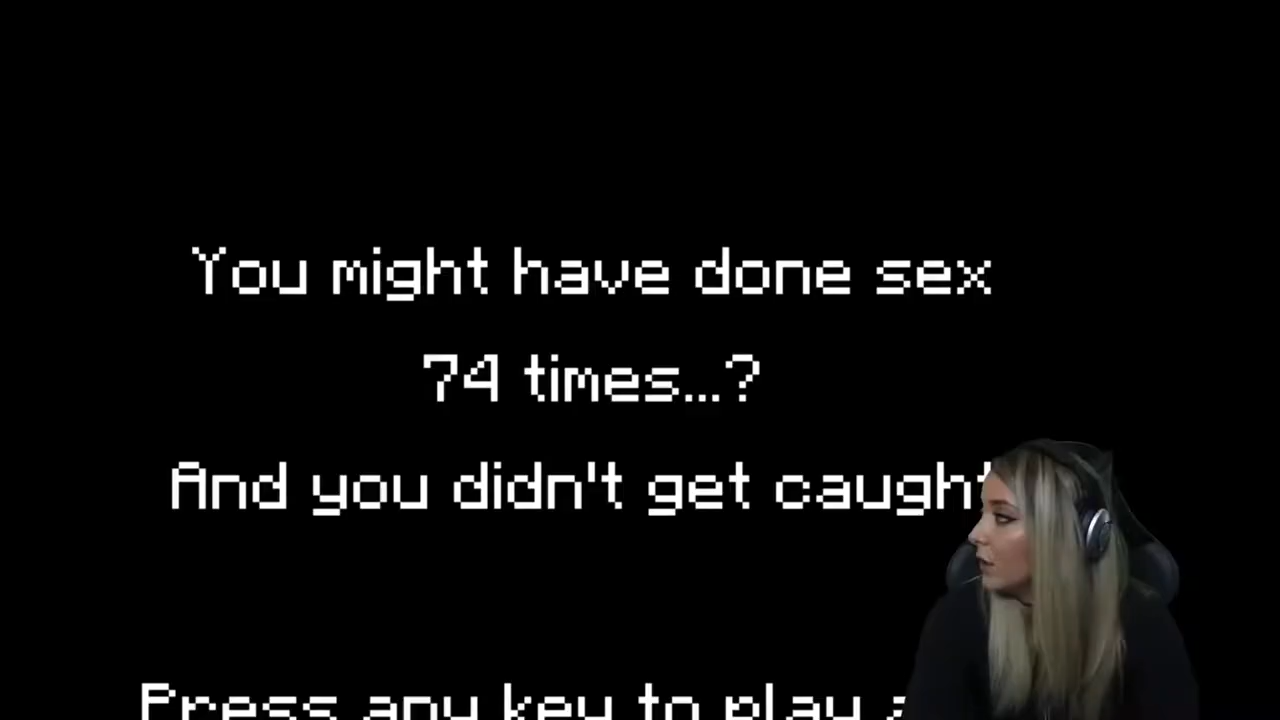 You might have done sex
74 times...?
And you didn't get caught
Press any key to play